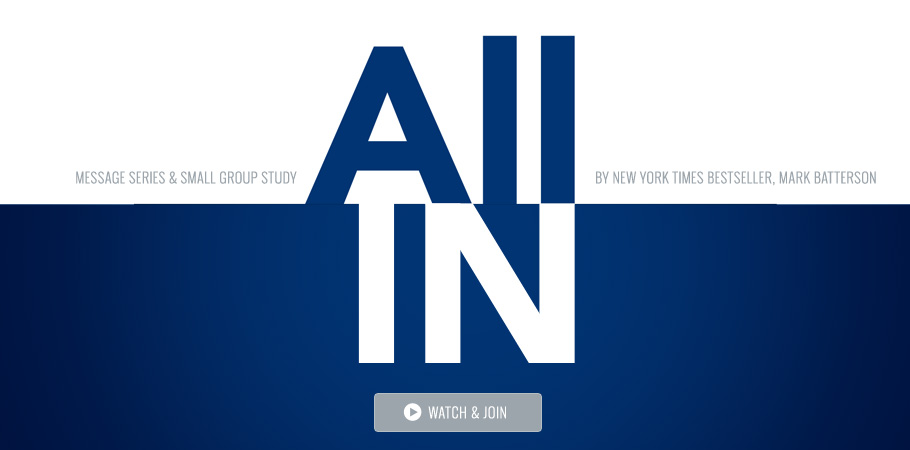 All
MESSAGE SERIES & SMALL GROUP STUDY
BY NEW YORK TIMES BESTSELLER, MARK BATTERSON
IN
WATCH & JOIN